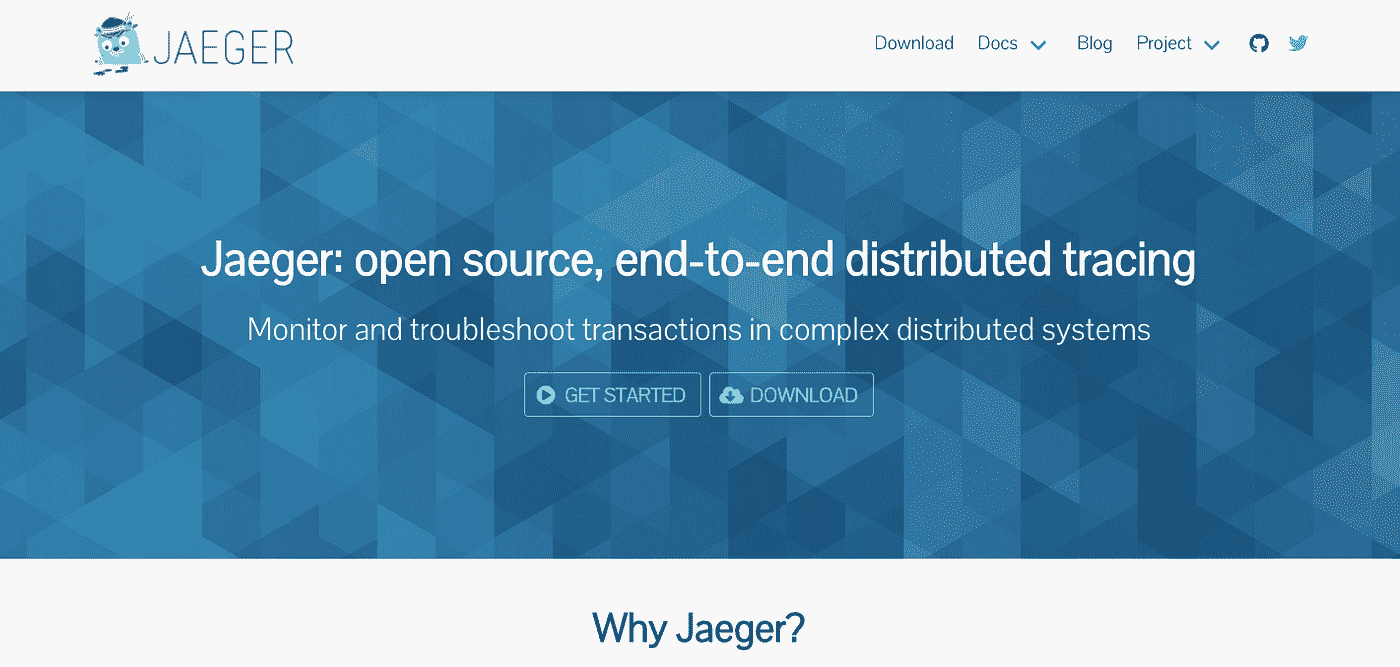 JAEGER
Download Docs Blog Project
Jaeger: open source, end-to-end distributed tracing
Monitor and troubleshoot transactions in complex distributed systems
GET STARTED DOWNLOAD
Why Jaeger?